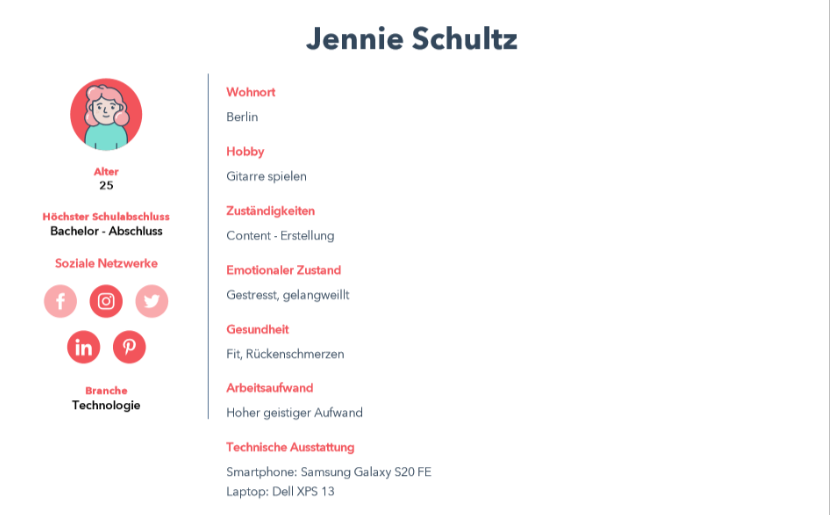 Jennie Schultz
Alter
25
Höchster Schulabschluss
Bachelor - Abschluss
Soziale Netzwerke
Branche
Technologie
Wohnort
Berlin
Hobby
Gitarre spielen
Zuständigkeiten
Content - Erstellung
Emotionaler Zustand
Gestresst, gelangweillt
Gesundheit
Fit, Rückenschmerzen
Arbeitsaufwand
Hoher geistiger Aufwand
Technische Ausstattung
Smartphone: Samsung Galaxy S20 FE
Laptop: Dell XPS 13